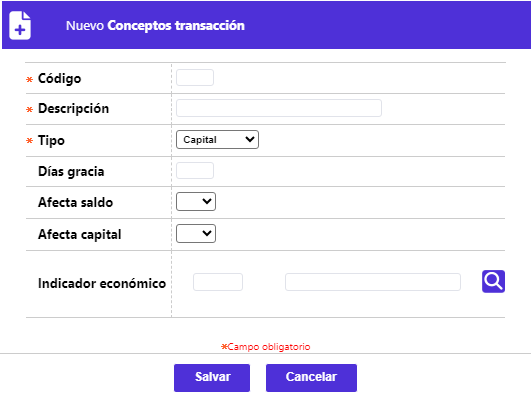 Nuevo Conceptos transacción
* Código
* Descripción
* Tipo Capital
Días gracia
Afecta saldo
Afecta capital
Indicador económico
*Campo obligatorio
Salvar Cancelar